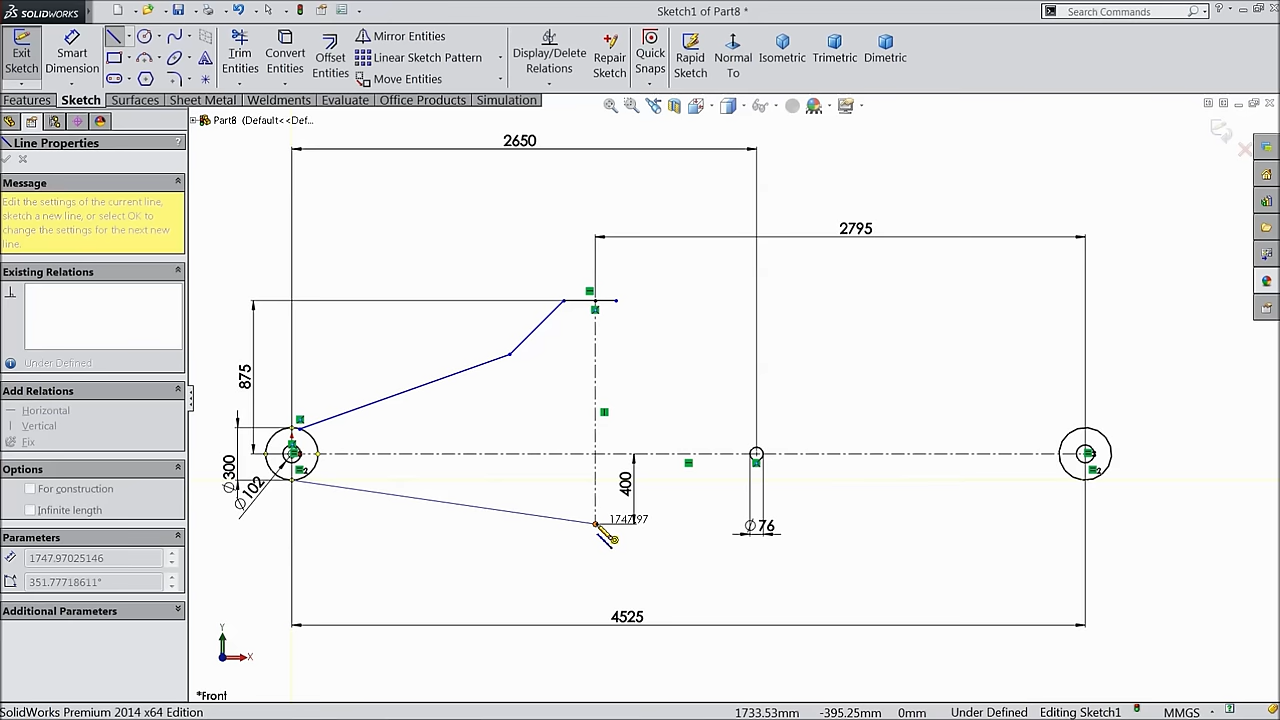 SOLIDWORKS
Sketch1 of Part8 *
Search Commands
Exit Sketch
Smart Dimension
Trim Entities
Convert Entities
Offset Entities
Mirror Entities
Linear Sketch Pattern
Move Entities
Display/Delete Relations
Repair Sketch
Quick Snaps
Rapid Sketch
Normal To
Isometric
Trimetric
Dimetric
Features Sketch Surfaces Sheet Metal Weldments Evaluate Office Products Simulation
Part8 (Default<<Def...
Line Properties
?
Message
Edit the settings of the current line,
sketch a new line, or select OK to
change the settings for the next new
line.
Existing Relations
Under Defined
Add Relations
Horizontal
Vertical
Fix
Options
For construction
Infinite length
Parameters
1747.97025146
351.77718611°
Additional Parameters
2650
2795
875
Ø300
Ø102
400
1747.97
Ø76
4525
Y
X
*Front
SolidWorks Premium 2014 x64 Edition
1733.53mm -395.25mm 0mm Under Defined Editing Sketch1 MMGS